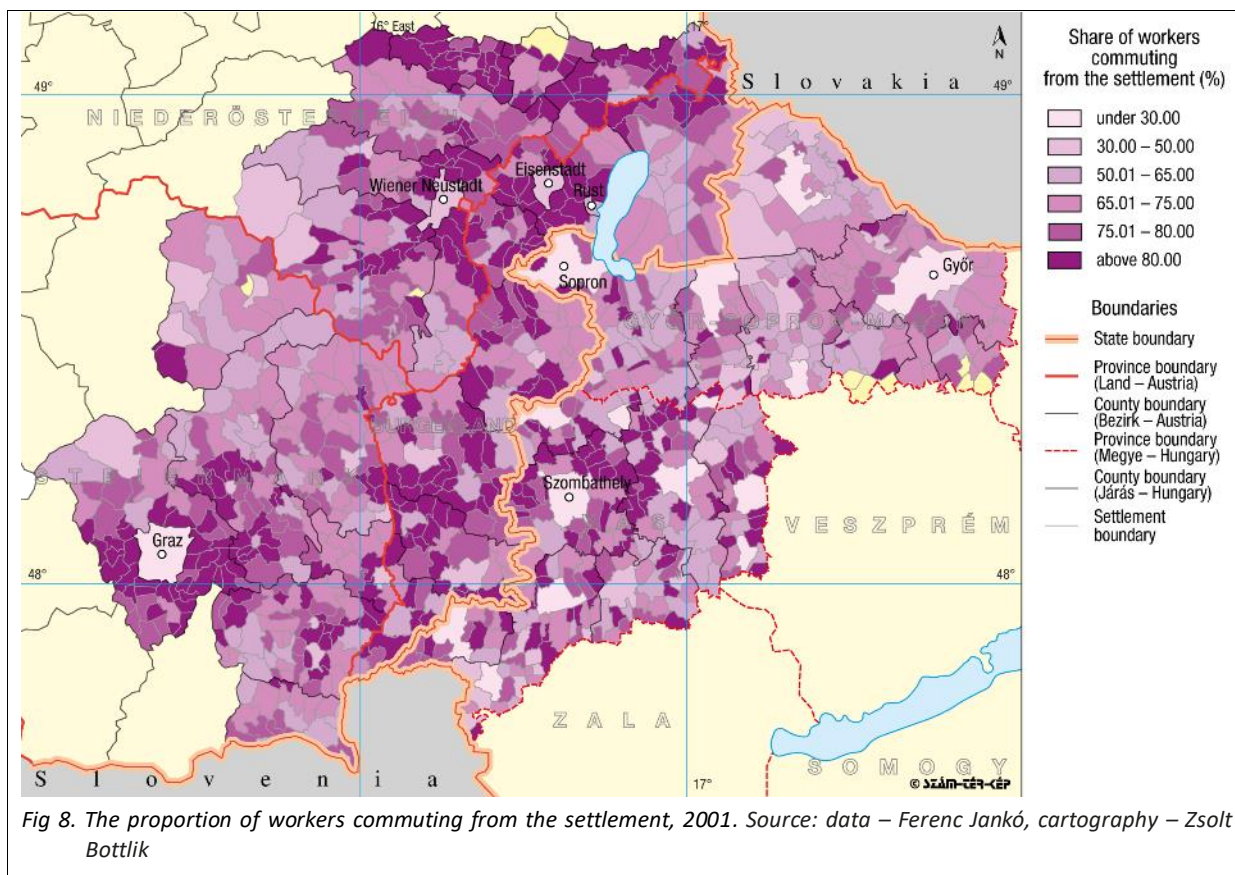 16° East
17°
N
49°
Slovakia
49°
NIEDERÖSTERREICH
Wiener Neustadt
Eisenstadt
Rust
Sopron
Győr
GYŐR-SOPRON-MOSON
BURGENLAND
STEIERMARK
Szombathely
VAS
VESZPRÉM
Graz
48°
48°
ZALA
Slovenia
17°
SOMOGY
© SZÁM-TÉR-KÉP
Share of workers
commuting
from the settlement (%)
under 30.00
30.00 – 50.00
50.01 – 65.00
65.01 – 75.00
75.01 – 80.00
above 80.00
Boundaries
State boundary
Province boundary
(Land – Austria)
County boundary
(Bezirk – Austria)
Province boundary
(Megye – Hungary)
County boundary
(Járás – Hungary)
Settlement
boundary
Fig 8. The proportion of workers commuting from the settlement, 2001. Source: data – Ferenc Jankó, cartography – Zsolt
Bottlik